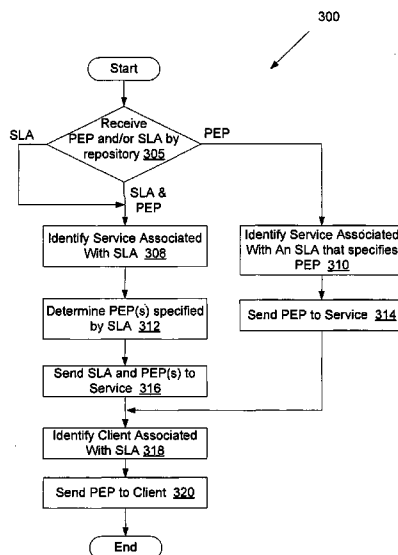 300
Start
Receive
PEP and/or SLA by
repository 305
SLA
PEP
SLA &
PEP
Identify Service Associated
With SLA 308
Identify Service Associated
With An SLA that specifies
PEP 310
Determine PEP(s) specified
by SLA 312
Send PEP to Service 314
Send SLA and PEP(s) to
Service 316
Identify Client Associated
With SLA 318
Send PEP to Client 320
End